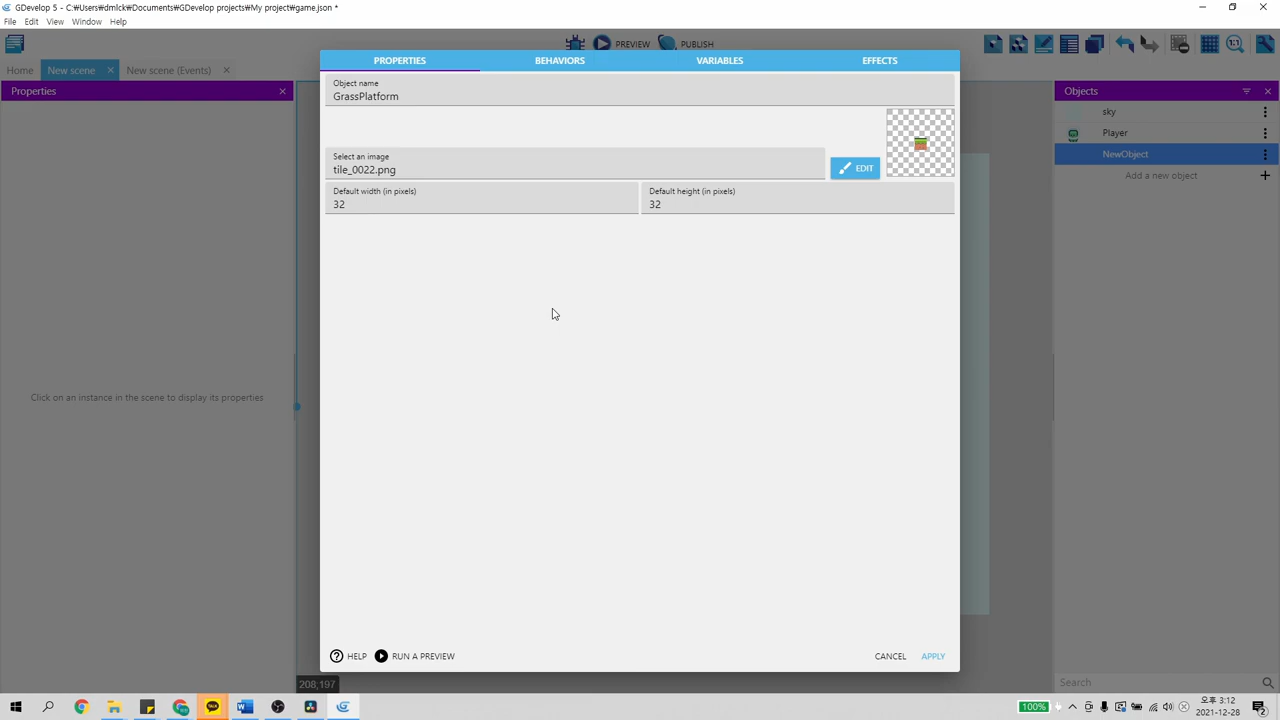 GDevelop 5 - C:₩Users₩dmlck₩Documents₩GDevelop projects₩My project₩game.json *
File Edit View Window Help
PREVIEW PUBLISH
Home New scene × New scene (Events) ×
Properties ×
Click on an instance in the scene to display its properties
PROPERTIES BEHAVIORS VARIABLES EFFECTS
Object name
GrassPlatform
Select an image
tile_0022.png
EDIT
Default width (in pixels) Default height (in pixels)
32 32
HELP RUN A PREVIEW CANCEL APPLY
208;197
Objects ×
sky
Player
NewObject
Add a new object +
Search
1:1
TALK
W
100%
오후 3:12
2021-12-28
2